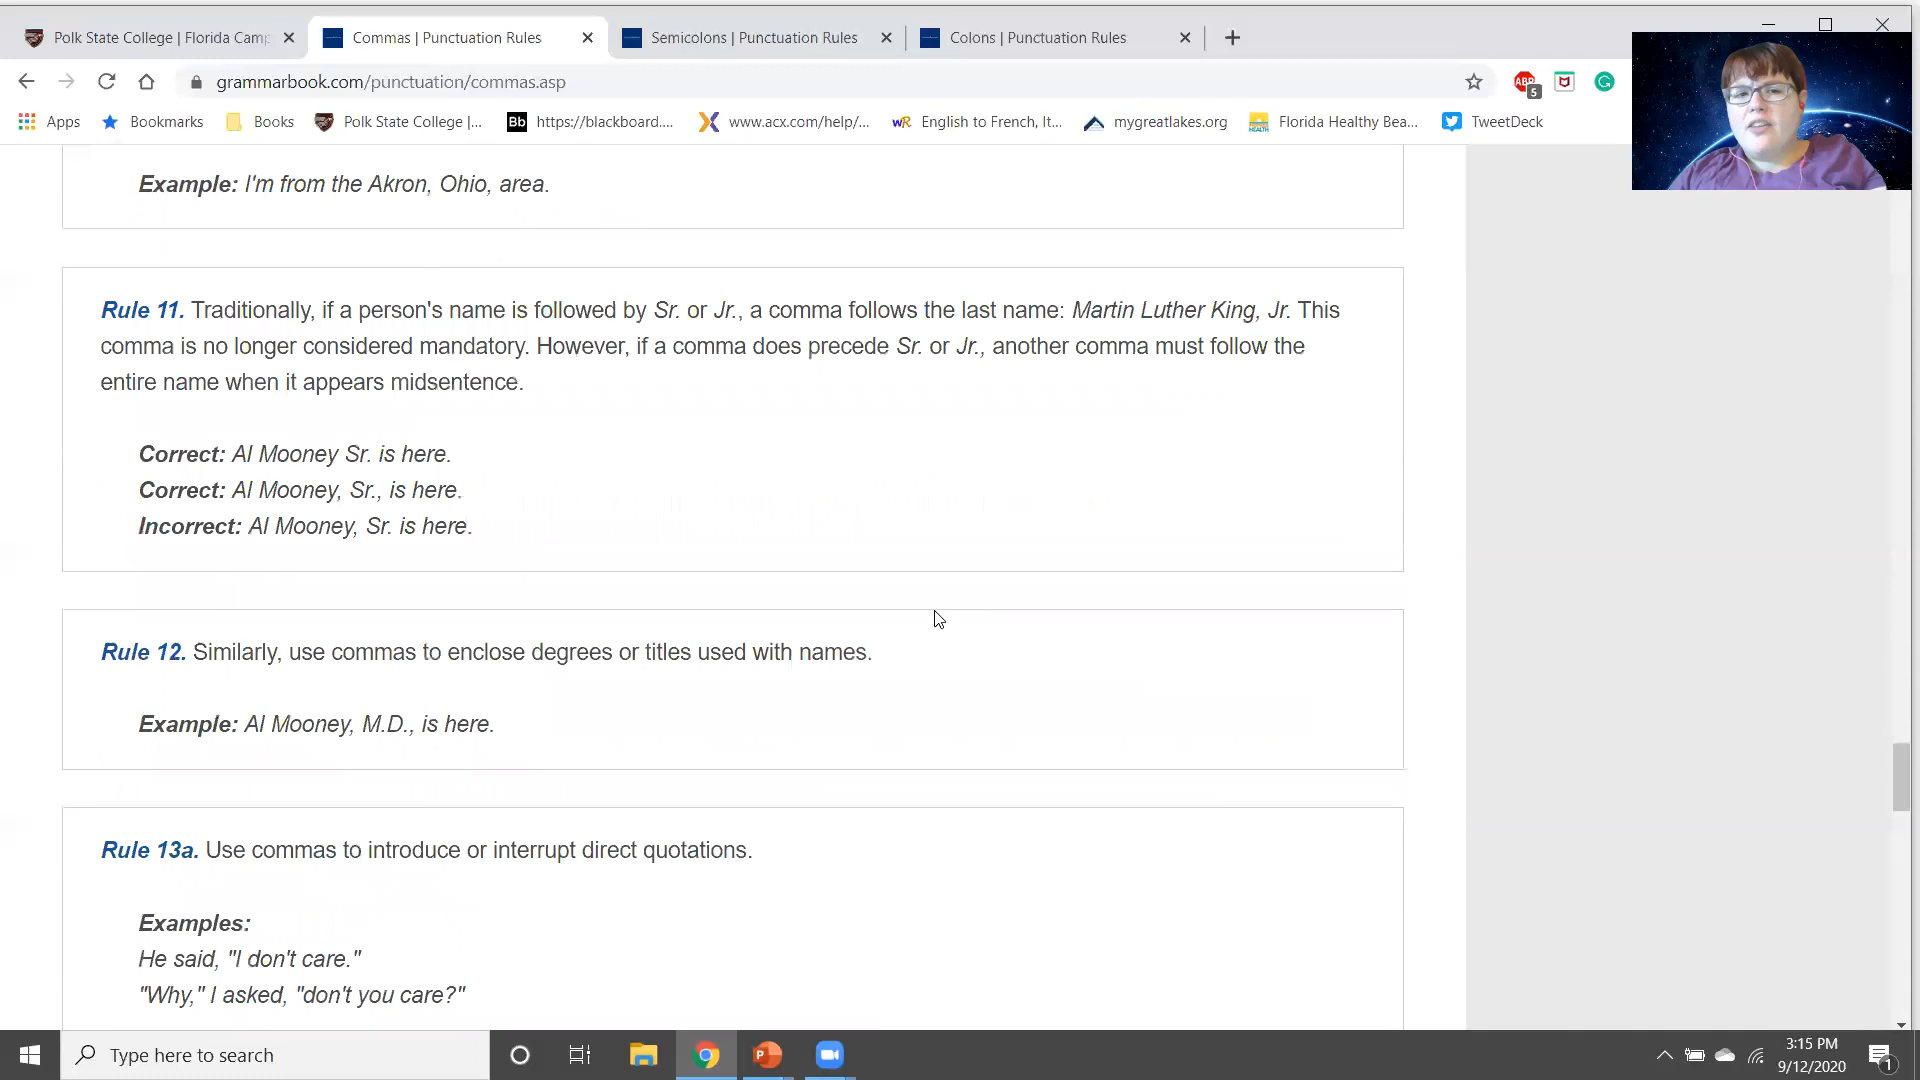 Polk State College | Florida Camp
Commas | Punctuation Rules
Semicolons | Punctuation Rules
Colons | Punctuation Rules
grammarbook.com/punctuation/commas.asp
ABP
5
Apps
Bookmarks
Books
Polk State College |...
Bb
https://blackboard....
www.acx.com/help/...
WR
English to French, It...
mygreatlakes.org
HEALTH
Florida Healthy Bea...
TweetDeck
Example: I'm from the Akron, Ohio, area.
Rule 11. Traditionally, if a person's name is followed by Sr. or Jr., a comma follows the last name: Martin Luther King, Jr. This
comma is no longer considered mandatory. However, if a comma does precede Sr. or Jr., another comma must follow the
entire name when it appears midsentence.
Correct: Al Mooney Sr. is here.
Correct: Al Mooney, Sr., is here.
Incorrect: Al Mooney, Sr. is here.
Rule 12. Similarly, use commas to enclose degrees or titles used with names.
Example: Al Mooney, M.D., is here.
Rule 13a. Use commas to introduce or interrupt direct quotations.
Examples:
He said, "I don't care."
"Why," I asked, "don't you care?"
Type here to search
P
3:15 PM
9/12/2020
1